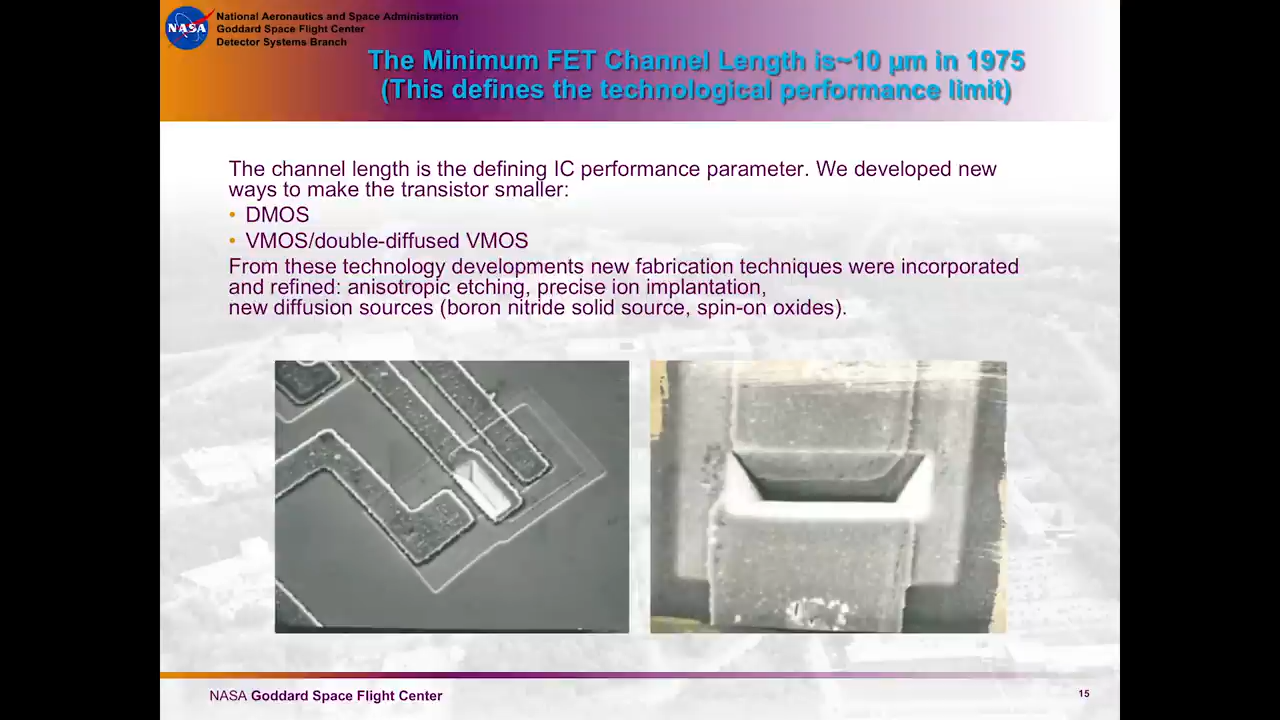 NASA
National Aeronautics and Space Administration
Goddard Space Flight Center
Detector Systems Branch
The Minimum FET Channel Length is~10 µm in 1975
(This defines the technological performance limit)
The channel length is the defining IC performance parameter. We developed new
ways to make the transistor smaller:
• DMOS
• VMOS/double-diffused VMOS
From these technology developments new fabrication techniques were incorporated
and refined: anisotropic etching, precise ion implantation,
new diffusion sources (boron nitride solid source, spin-on oxides).
NASA Goddard Space Flight Center
15